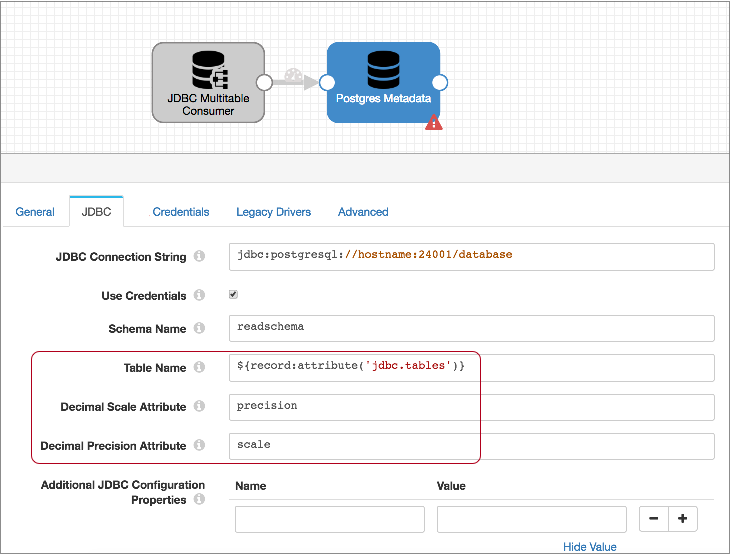 JDBC Multitable
Consumer
Postgres Metadata
General
JDBC
Credentials
Legacy Drivers
Advanced
JDBC Connection String
jdbc:postgresql://hostname:24001/database
Use Credentials
Schema Name
readschema
Table Name
${record:attribute('jdbc.tables')}
Decimal Scale Attribute
precision
Decimal Precision Attribute
scale
Additional JDBC Configuration
Properties
Name
Value
Hide Value